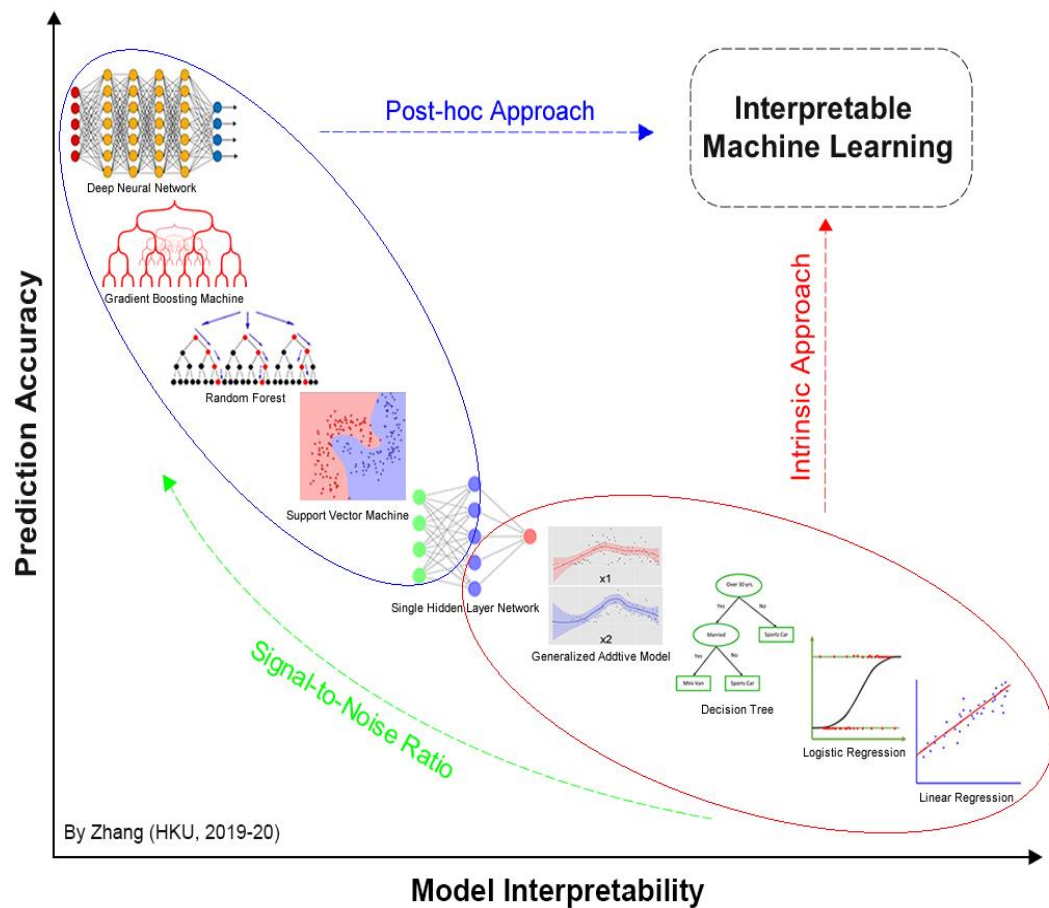 Post-hoc Approach
Interpretable
Machine Learning
Deep Neural Network
Gradient Boosting Machine
Random Forest
Support Vector Machine
Single Hidden Layer Network
x1
x2
Generalized Addtive Model
Over 30 yrs.
Yes
No
Married
Sports Car
Yes
No
Mini-Van
Sports Car
Decision Tree
Logistic Regression
Linear Regression
Intrinsic Approach
Signal-to-Noise Ratio
Prediction Accuracy
By Zhang (HKU, 2019-20)
Model Interpretability